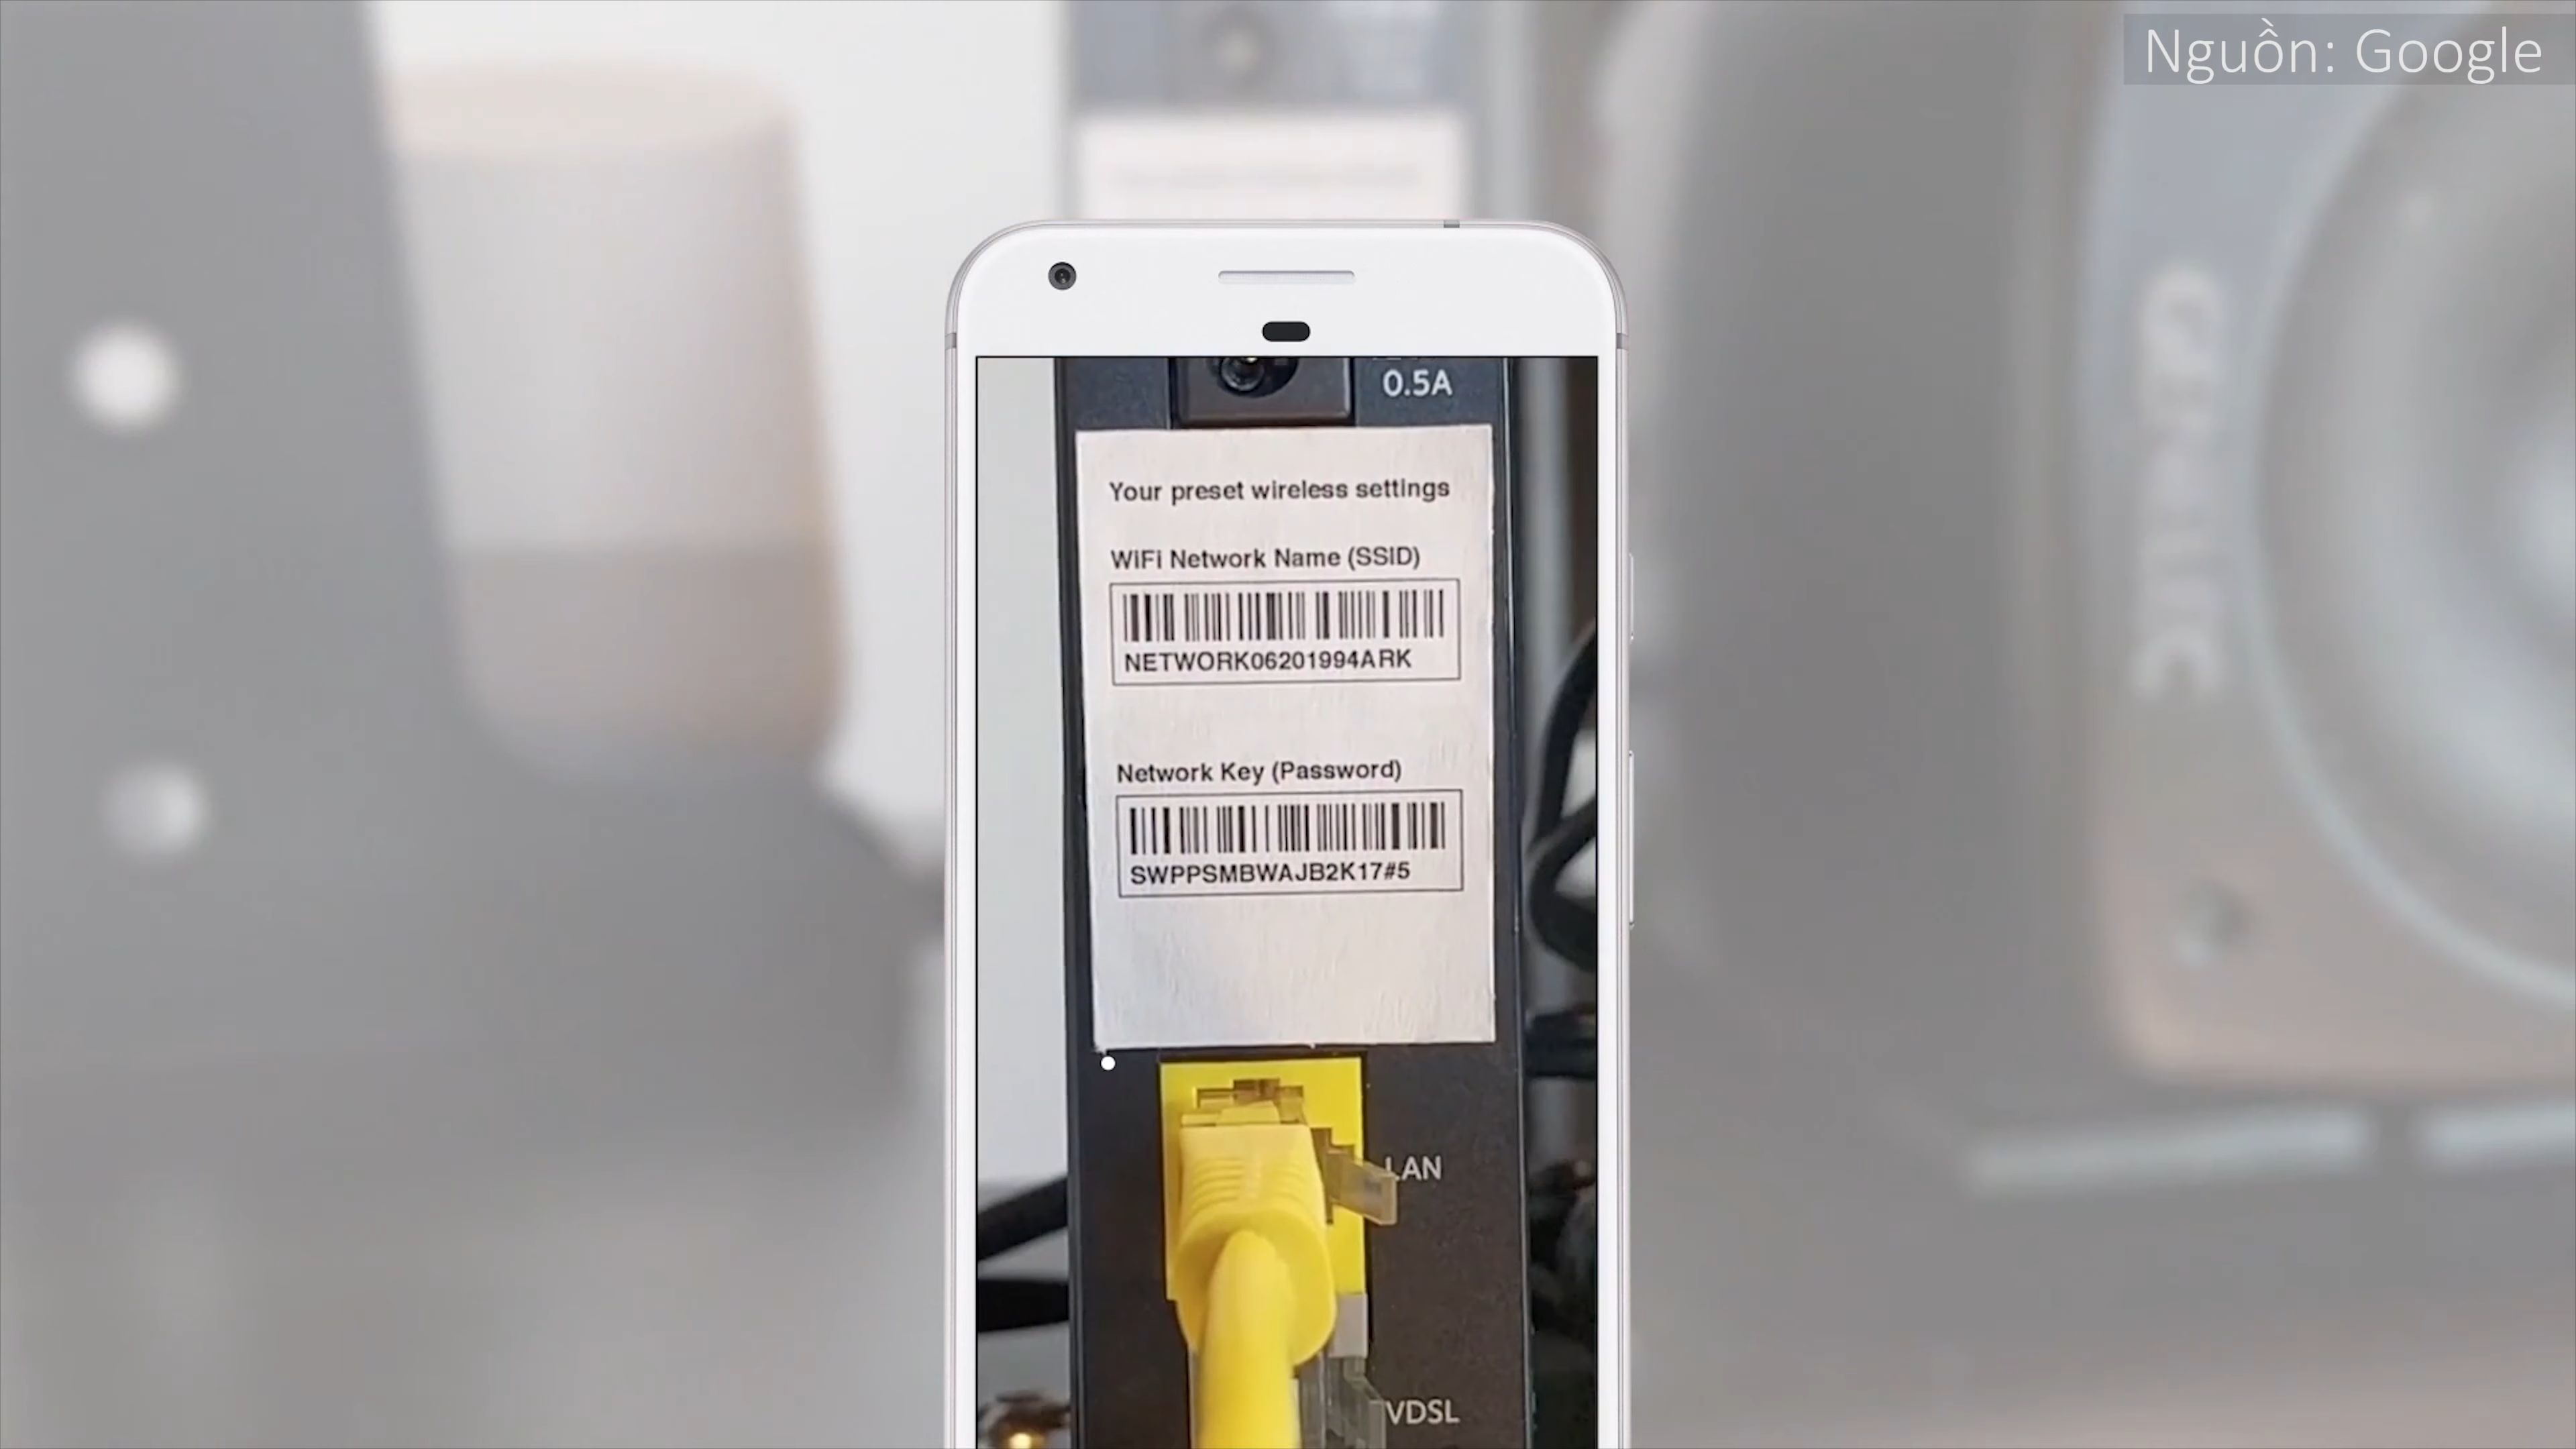 Nguồn: Google
0.5A
Your preset wireless settings
WiFi Network Name (SSID)
NETWORK06201994ARK
Network Key (Password)
SWPPSMBWAJB2K17#5
LAN
VDSL